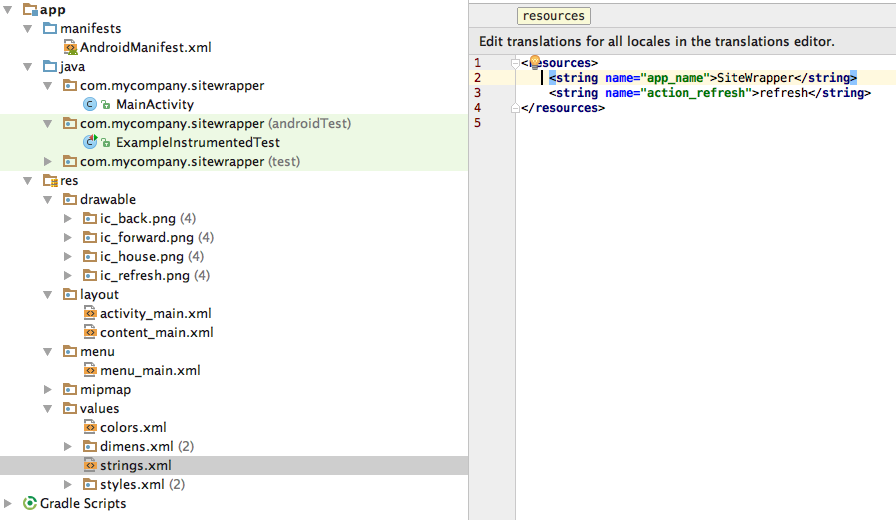 app
manifests
AndroidManifest.xml
java
com.mycompany.sitewrapper
MainActivity
com.mycompany.sitewrapper (androidTest)
ExampleInstrumentedTest
com.mycompany.sitewrapper (test)
res
drawable
ic_back.png (4)
ic_forward.png (4)
ic_house.png (4)
ic_refresh.png (4)
layout
activity_main.xml
content_main.xml
menu
menu_main.xml
mipmap
values
colors.xml
dimens.xml (2)
strings.xml
styles.xml (2)
Gradle Scripts
resources
Edit translations for all locales in the translations editor.
1 <resources>
2 <string name="app_name">SiteWrapper</string>
3 <string name="action_refresh">refresh</string>
4 </resources>
5